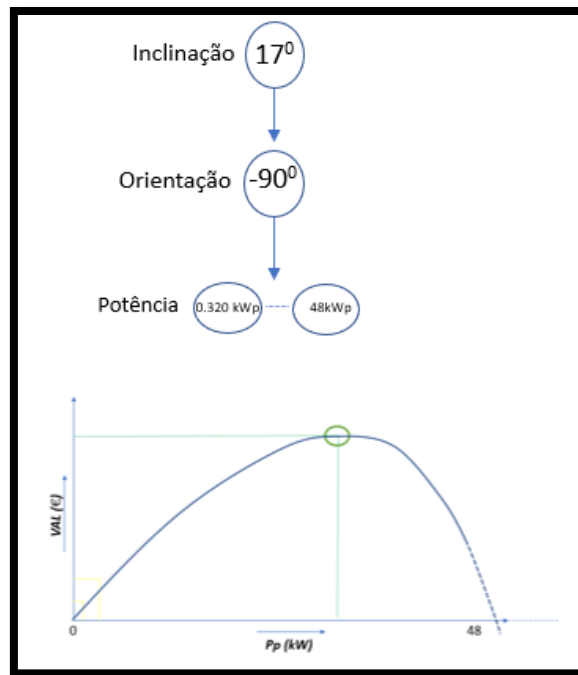 Inclinação 17⁰
Orientação -90⁰
Potência 0.320 kWp 48kWp
VAL (€)
0 48
Pp (kW)